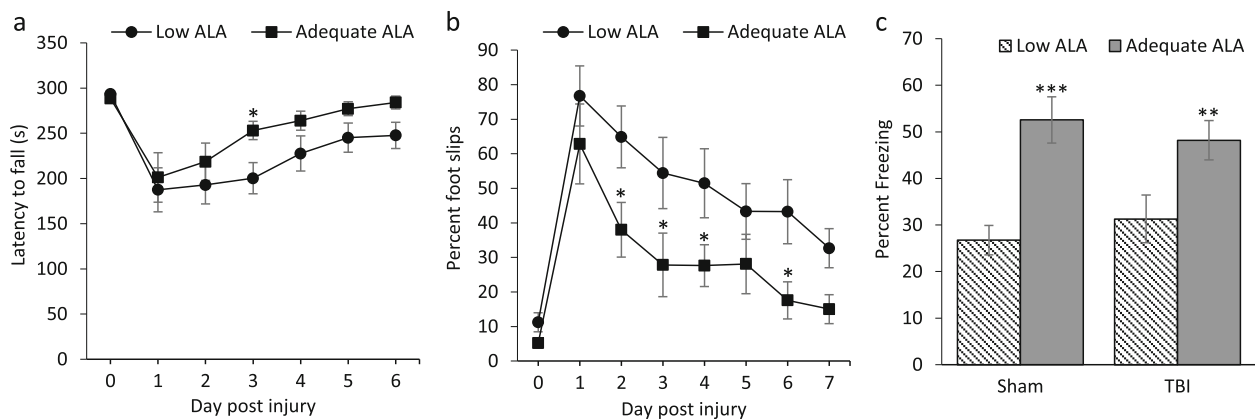 a
Low ALA
Adequate ALA
350
300
250
200
150
100
50
0
Latency to fall (s)
*
0 1 2 3 4 5 6
Day post injury
b
Low ALA
Adequate ALA
90
80
70
60
50
40
30
20
10
0
Percent foot slips
*
*
*
*
0 1 2 3 4 5 6 7
Day post injury
c
Low ALA
Adequate ALA
70
60
50
40
30
20
10
0
Percent Freezing
***
**
Sham
TBI